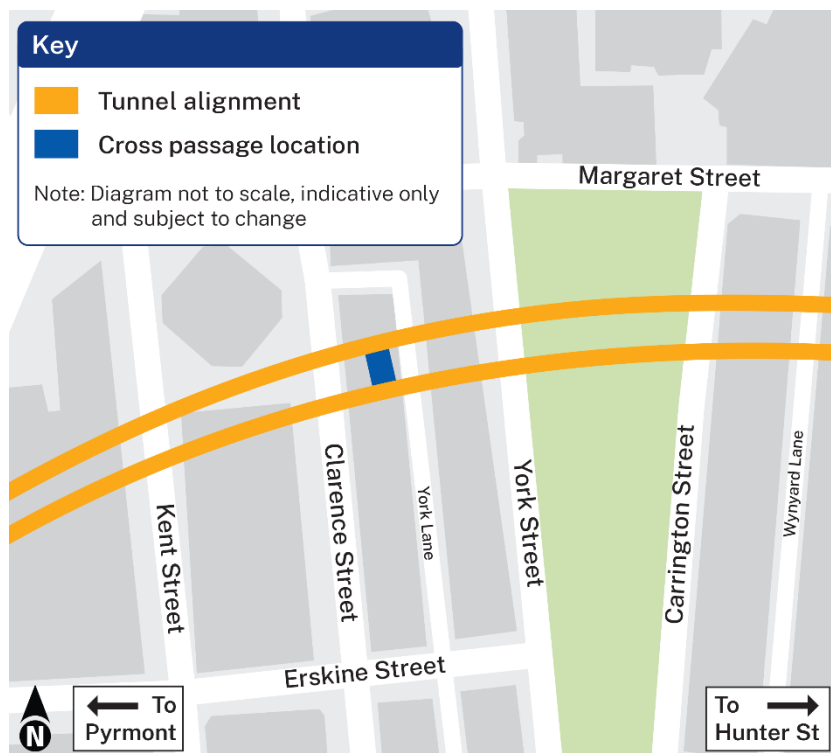 Key
Tunnel alignment
Cross passage location
Note: Diagram not to scale, indicative only
and subject to change
Margaret Street
Kent Street
Clarence Street
York Lane
York Street
Carrington Street
Wynyard Lane
Erskine Street
N
To
Pyrmont
To
Hunter St